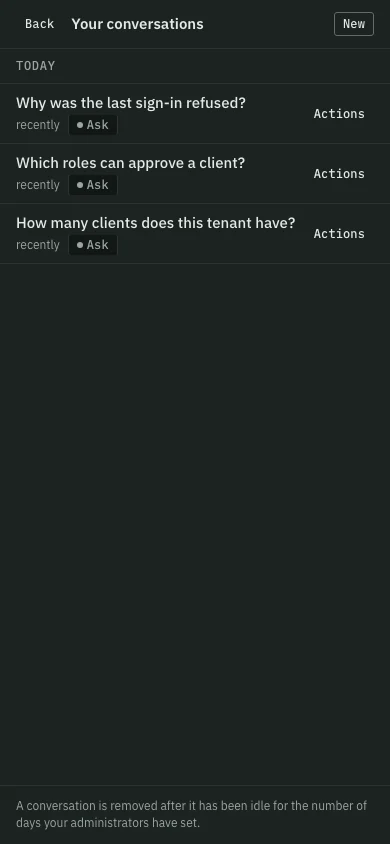 Back Your conversations New
TODAY
Why was the last sign-in refused?
recently Ask
Actions
Which roles can approve a client?
recently Ask
Actions
How many clients does this tenant have?
recently Ask
Actions
A conversation is removed after it has been idle for the number of
days your administrators have set.